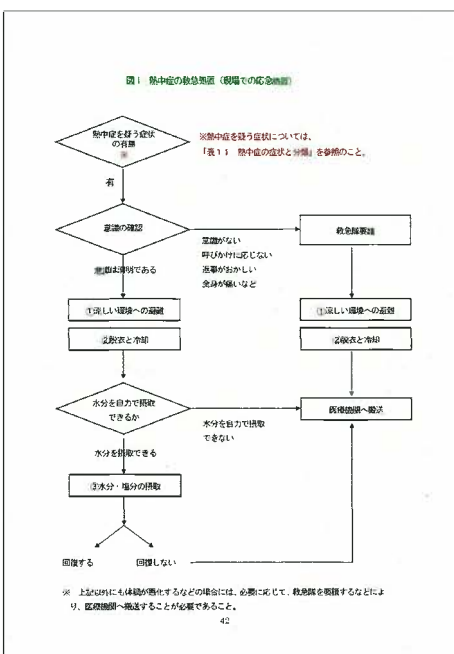 図1 熱中症の救急処置（現場での応急処置）
熱中症を疑う症状
の有無
※
※熱中症を疑う症状については、
「表1-1 熱中症の症状と分類」を参照のこと。
有
意識の確認
意識がない
呼びかけに応じない
返事がおかしい
全身が痛いなど
救急隊要請
意識は清明である
①涼しい環境への避難
①涼しい環境への避難
②脱衣と冷却
②脱衣と冷却
水分を自力で摂取
できるか
水分を自力で摂取
できない
医療機関へ搬送
水分を摂取できる
③水分・塩分の摂取
回復する
回復しない
※ 上記以外にも体調が悪化するなどの場合には、必要に応じて、救急隊を要請するなどによ
り、医療機関へ搬送することが必要であること。
42